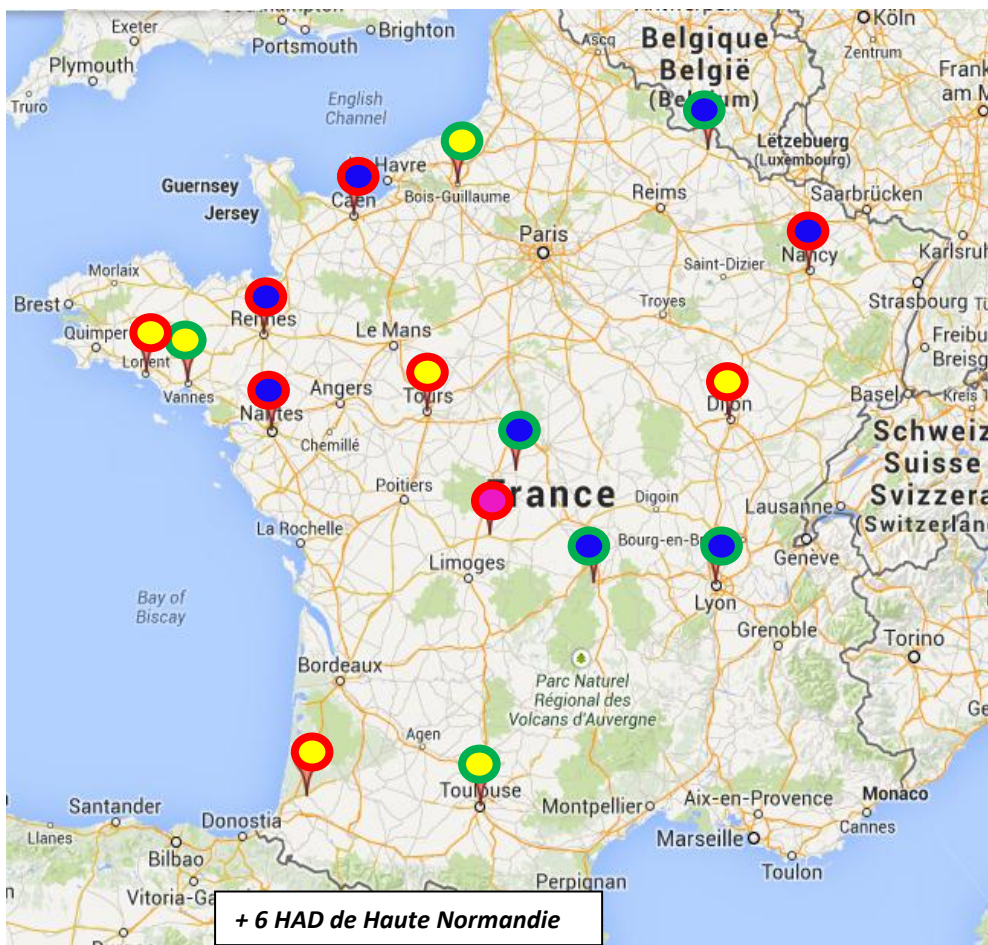 Antwerpen
Southampton
Köln
Exeter
Brighton
Portsmouth
Ascq
Belgique
Zentrum
Plymouth
België
Frank
(Belgium)
am M
Truro
English
Channel
Lëtzebuerg
(Luxembourg)
Havre
Guernsey
Caen
Bois-Guillaume
Reims
Saarbrücken
Jersey
Paris
Nancy
Karlsruh
Morlaix
Saint-Dizier
Brest
Rennes
Troyes
Strasbourg
Tü
Quimper
Le Mans
Freibu
Breisg
Lorient
Vannes
Angers
Tours
Dijon
Basel
Kreis 1
Nantes
Chemillé
Schweiz
Suisse
Poitiers
France
Digoin
Lausanne
Svizzera
(Switzerland
La Rochelle
Bourg-en-B
Genève
Limoges
Bay of
Biscay
Lyon
Grenoble
Torino
Bordeaux
Parc Naturel
Régional des
Volcans d'Auvergne
Ge
Agen
Toulouse
Montpellier
Aix-en-Provence
Monaco
Santander
Cannes
Llanes
Donostia
Marseille
Bilbao
Toulon
Perpignan
Vitoria-Ga
+ 6 HAD de Haute Normandie